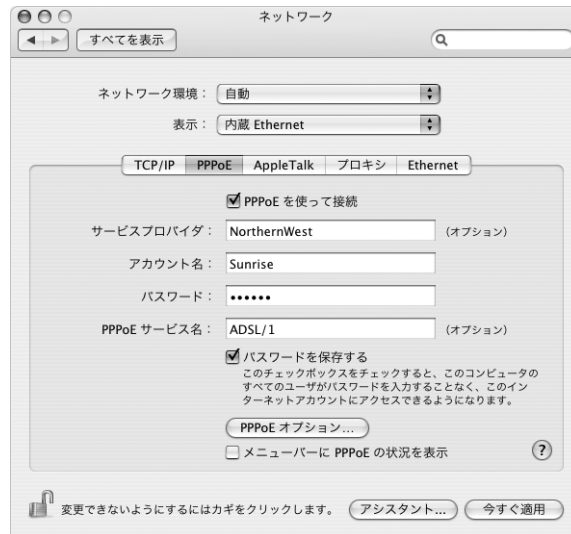 ネットワーク
すべてを表示
ネットワーク環境： 自動
表示： 内蔵 Ethernet
TCP/IP PPPoE AppleTalk プロキシ Ethernet
PPPoE を使って接続
サービスプロバイダ： NorthernWest (オプション)
アカウント名： Sunrise
パスワード： ••••••
PPPoE サービス名： ADSL/1 (オプション)
パスワードを保存する
このチェックボックスをチェックすると、このコンピュータの
すべてのユーザがパスワードを入力することなく、このイン
ターネットアカウントにアクセスできるようになります。
PPPoE オプション...
メニューバーに PPPoE の状況を表示
?
変更できないようにするにはカギをクリックします。 アシスタント... 今すぐ適用